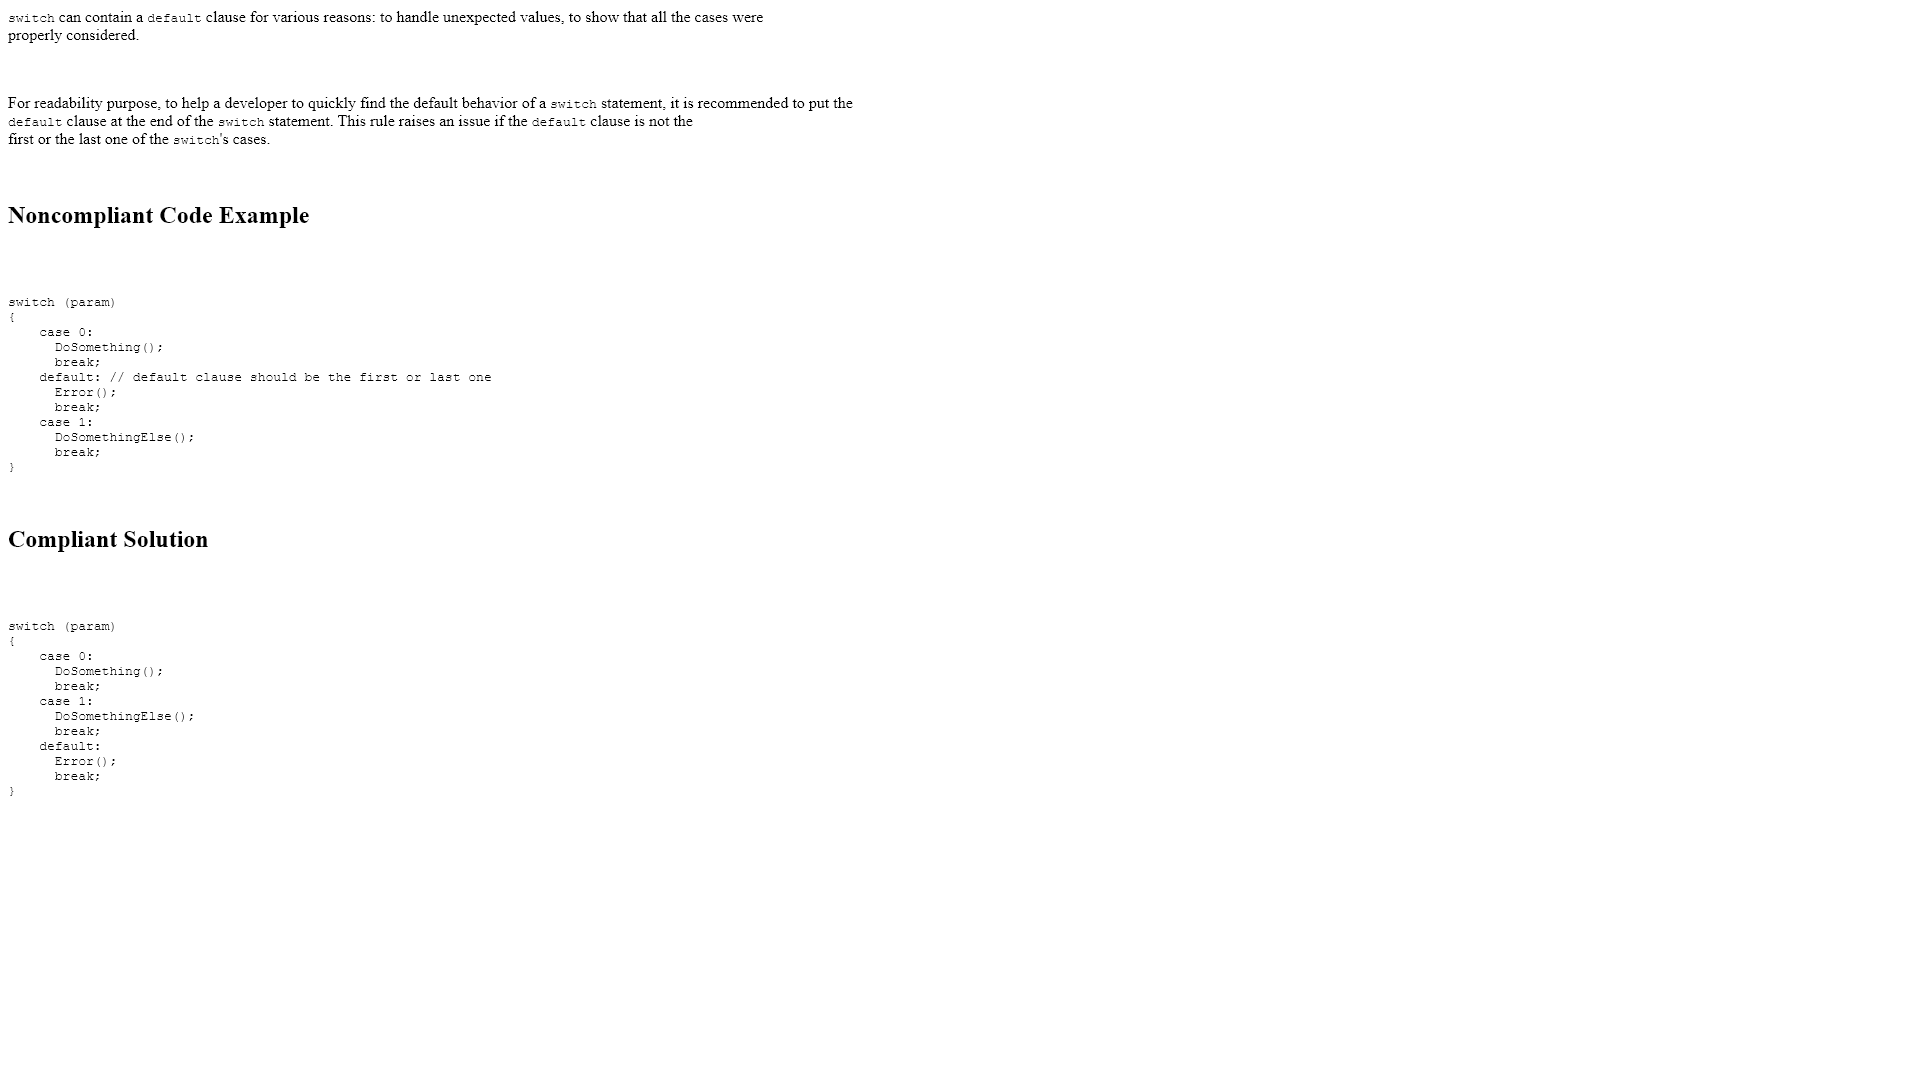 switch can contain a default clause for various reasons: to handle unexpected values, to show that all the cases were
properly considered.
For readability purpose, to help a developer to quickly find the default behavior of a switch statement, it is recommended to put the
default clause at the end of the switch statement. This rule raises an issue if the default clause is not the
first or the last one of the switch's cases.
Noncompliant Code Example
switch (param)
{
    case 0:
      DoSomething();
      break;
    default: // default clause should be the first or last one
      Error();
      break;
    case 1:
      DoSomethingElse();
      break;
}
Compliant Solution
switch (param)
{
    case 0:
      DoSomething();
      break;
    case 1:
      DoSomethingElse();
      break;
    default:
      Error();
      break;
}